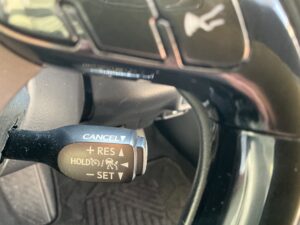 CANCEL ▼
+ RES ▲
HOLD / ◄
− SET ▼